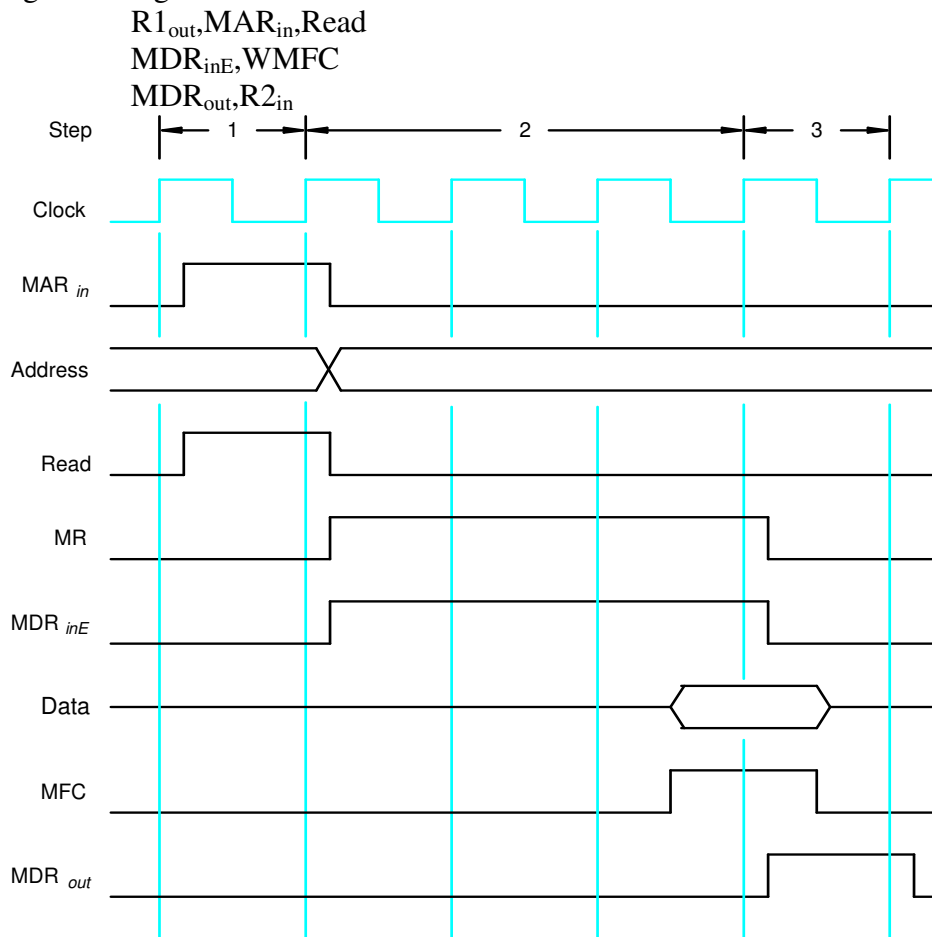 R1out,MARin,Read
MDRinE,WMFC
MDRout,R2in
Step 1 2 3
Clock
MAR in
Address
Read
MR
MDR inE
Data
MFC
MDR out